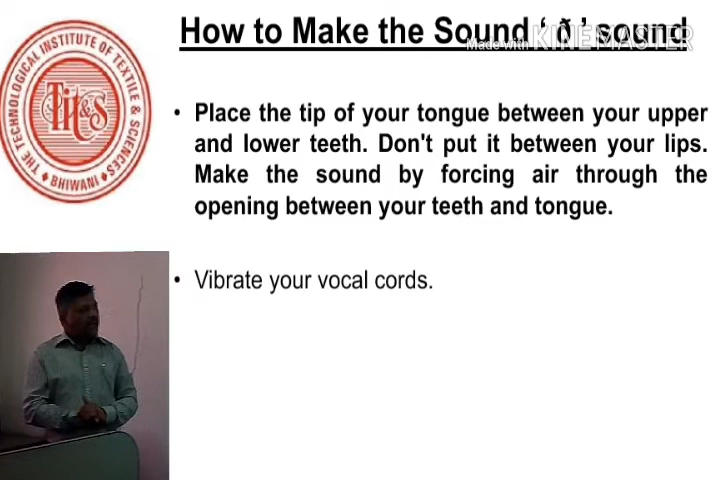 How to Make the Sound ‘ ð ’ sound
Made with KINEMASTER
THE TECHNOLOGICAL INSTITUTE OF TEXTILE & SCIENCES
BHIWANI
TIT&S
• Place the tip of your tongue between your upper
and lower teeth. Don't put it between your lips.
Make the sound by forcing air through the
opening between your teeth and tongue.
• Vibrate your vocal cords.